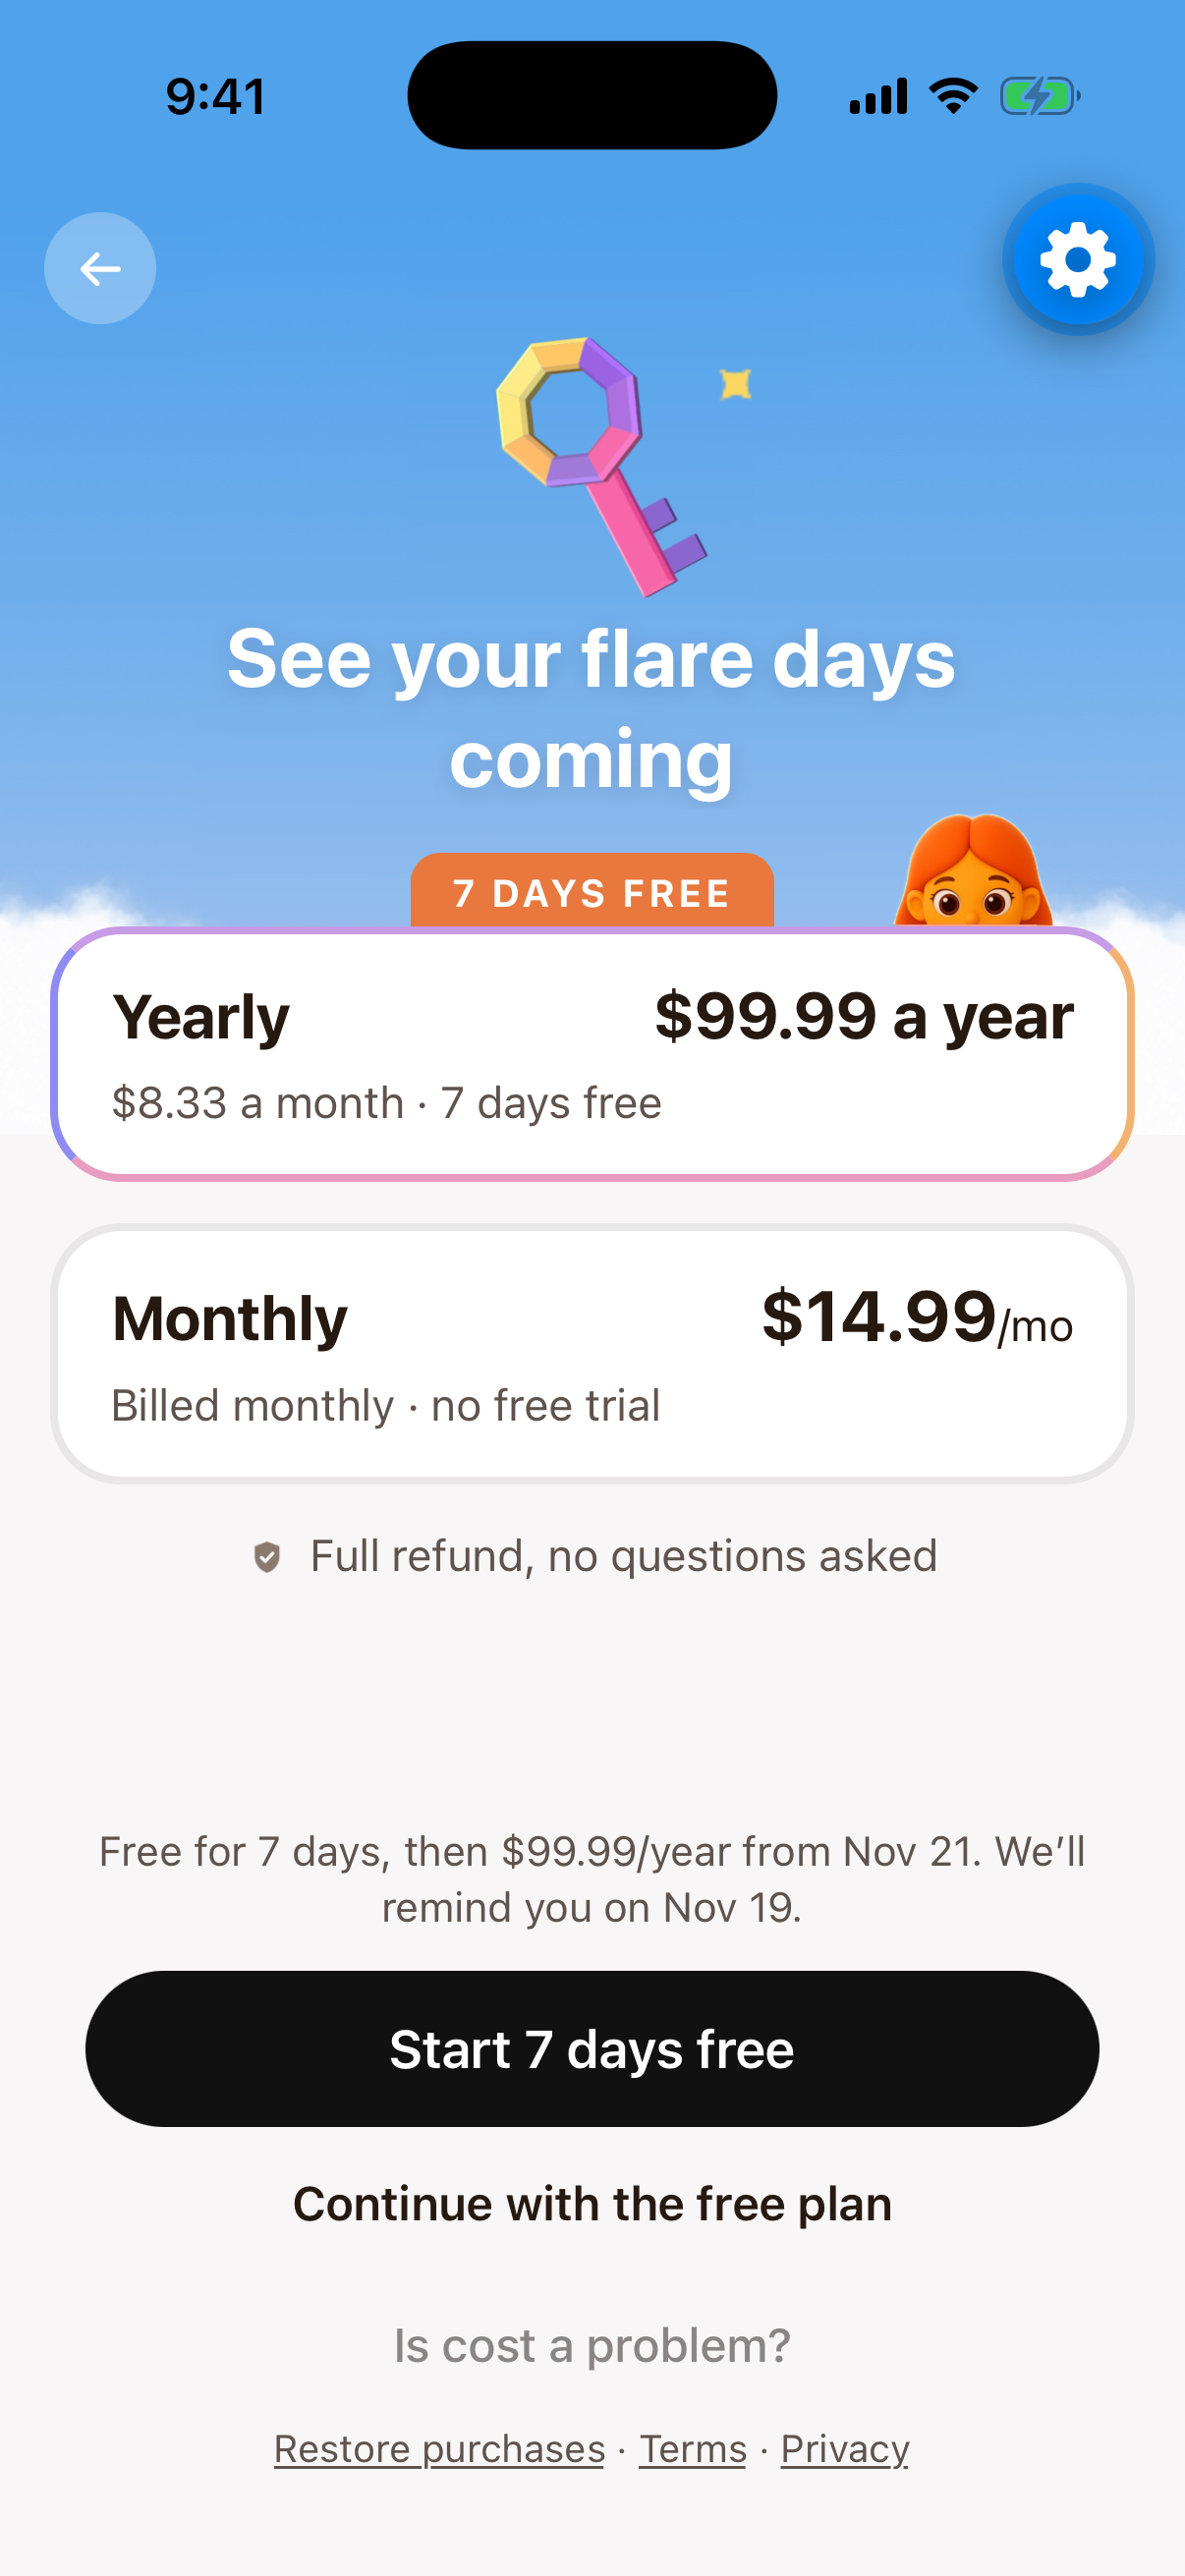 9:41
See your flare days
coming
7 DAYS FREE
Yearly
$99.99 a year
$8.33 a month · 7 days free
Monthly
$14.99/mo
Billed monthly · no free trial
Full refund, no questions asked
Free for 7 days, then $99.99/year from Nov 21. We’ll
remind you on Nov 19.
Start 7 days free
Continue with the free plan
Is cost a problem?
Restore purchases · Terms · Privacy